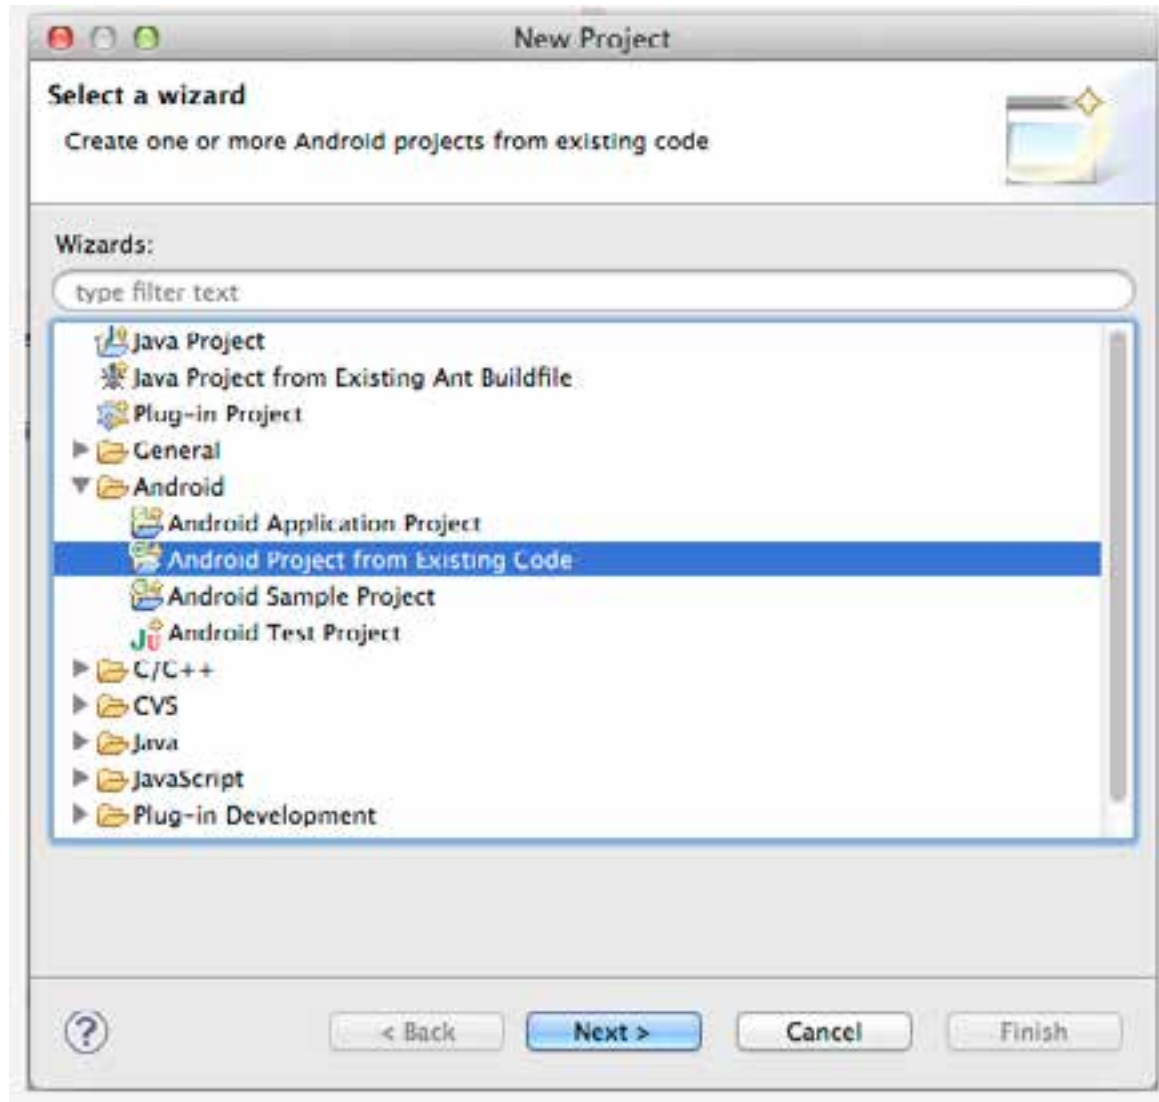 New Project
Select a wizard
Create one or more Android projects from existing code
Wizards:
type filter text
Java Project
Java Project from Existing Ant Buildfile
Plug-in Project
General
Android
Android Application Project
Android Project from Existing Code
Android Sample Project
Android Test Project
C/C++
CVS
Java
JavaScript
Plug-in Development
? < Back Next > Cancel Finish